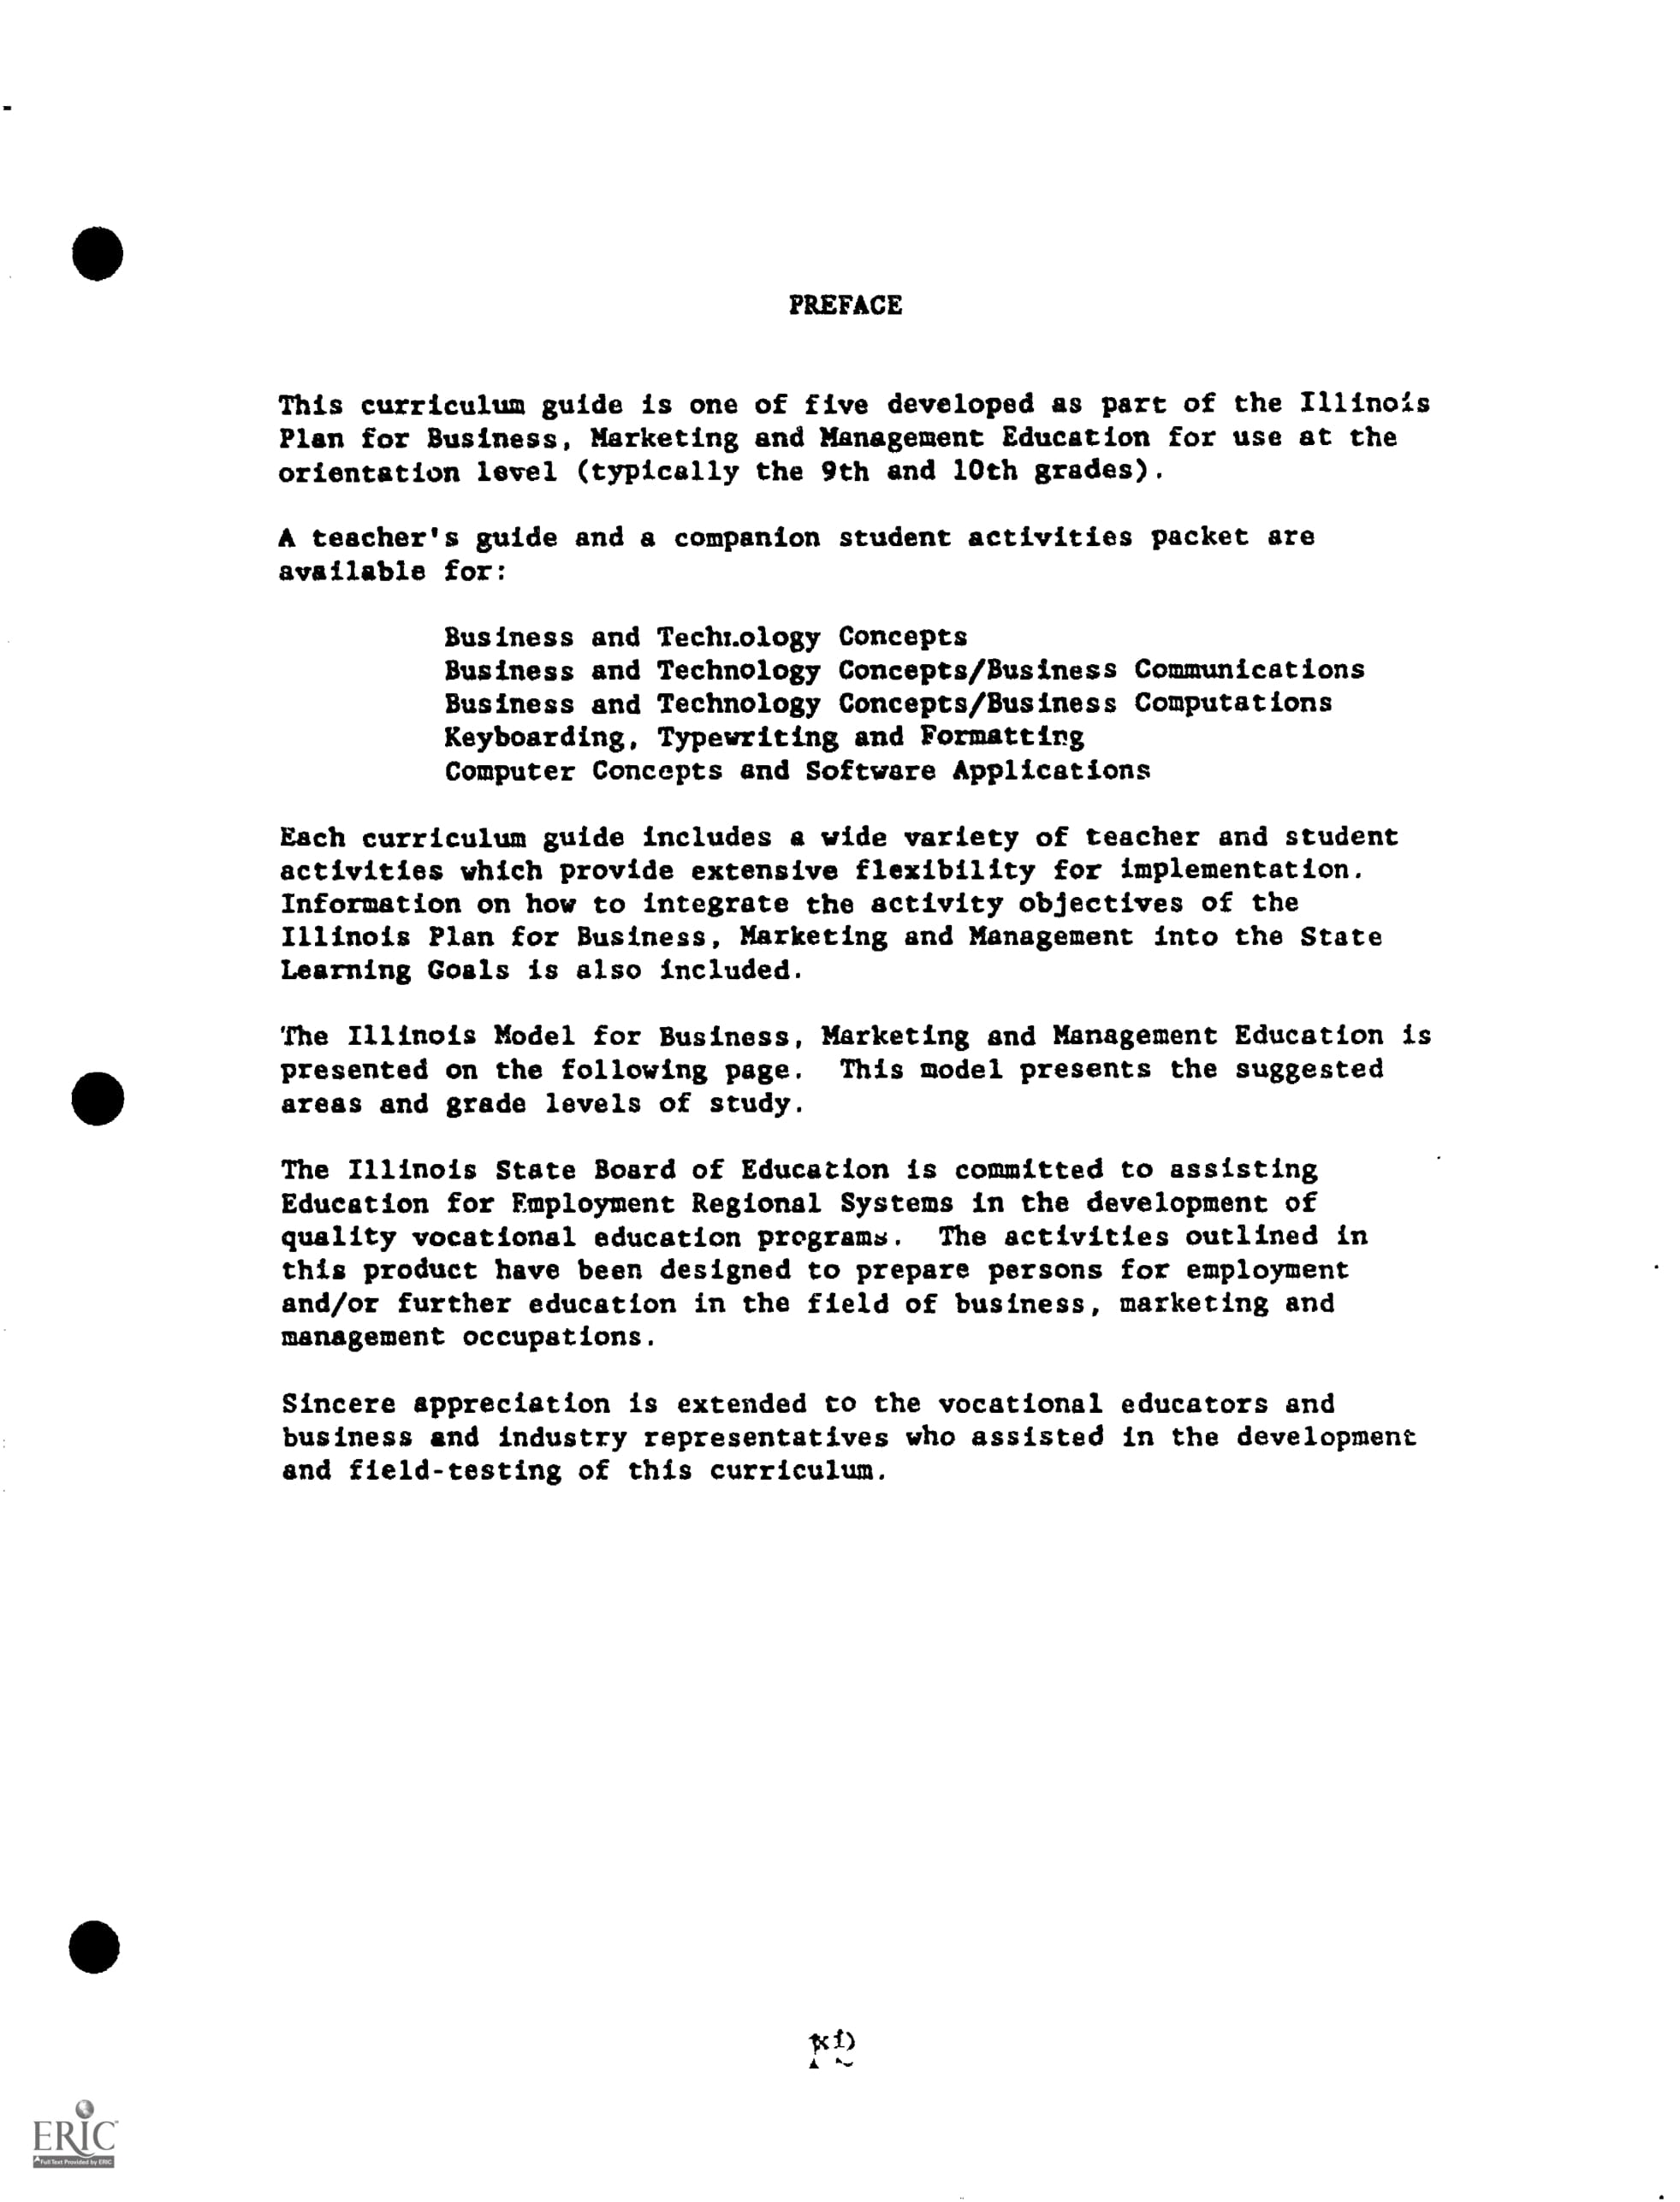 PREFACE
This curriculum guide is one of five developed as part of the Illinois
Plan for Business, Marketing and Management Education for use at the
orientation level (typically the 9th and 10th grades).
A teacher's guide and a companion student activities packet are
available for:
Business and Technology Concepts
Business and Technology Concepts/Business Communications
Business and Technology Concepts/Business Computations
Keyboarding, Typewriting and Formatting
Computer Concepts and Software Applications
Each curriculum guide includes a wide variety of teacher and student
activities which provide extensive flexibility for implementation.
Information on how to integrate the activity objectives of the
Illinois Plan for Business, Marketing and Management into the State
Learning Goals is also included.
The Illinois Model for Business, Marketing and Management Education is
presented on the following page. This model presents the suggested
areas and grade levels of study.
The Illinois State Board of Education is committed to assisting
Education for Employment Regional Systems in the development of
quality vocational education programs. The activities outlined in
this product have been designed to prepare persons for employment
and/or further education in the field of business, marketing and
management occupations.
Sincere appreciation is extended to the vocational educators and
business and industry representatives who assisted in the development
and field-testing of this curriculum.
ERIC
Full Text Provided by ERIC